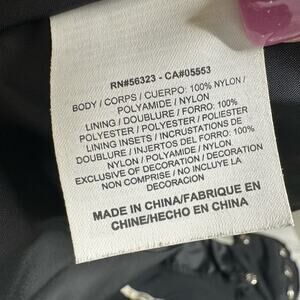 RN#56323 - CA#05553
BODY / CORPS / CUERPO: 100% NYLON /
POLYAMIDE / NYLON
LINING / DOUBLURE / FORRO: 100%
POLYESTER / POLYESTER / POLIÉSTER
LINING INSETS / INCRUSTATIONS DE
DOUBLURE / INJERTOS DEL FORRO: 100%
NYLON / POLYAMIDE / NYLON
EXCLUSIVE OF DECORATION / DECORATION
NON COMPRISE / NO INCLUYE LA
DECORACIÓN
MADE IN CHINA/FABRIQUE EN
CHINE/HECHO EN CHINA